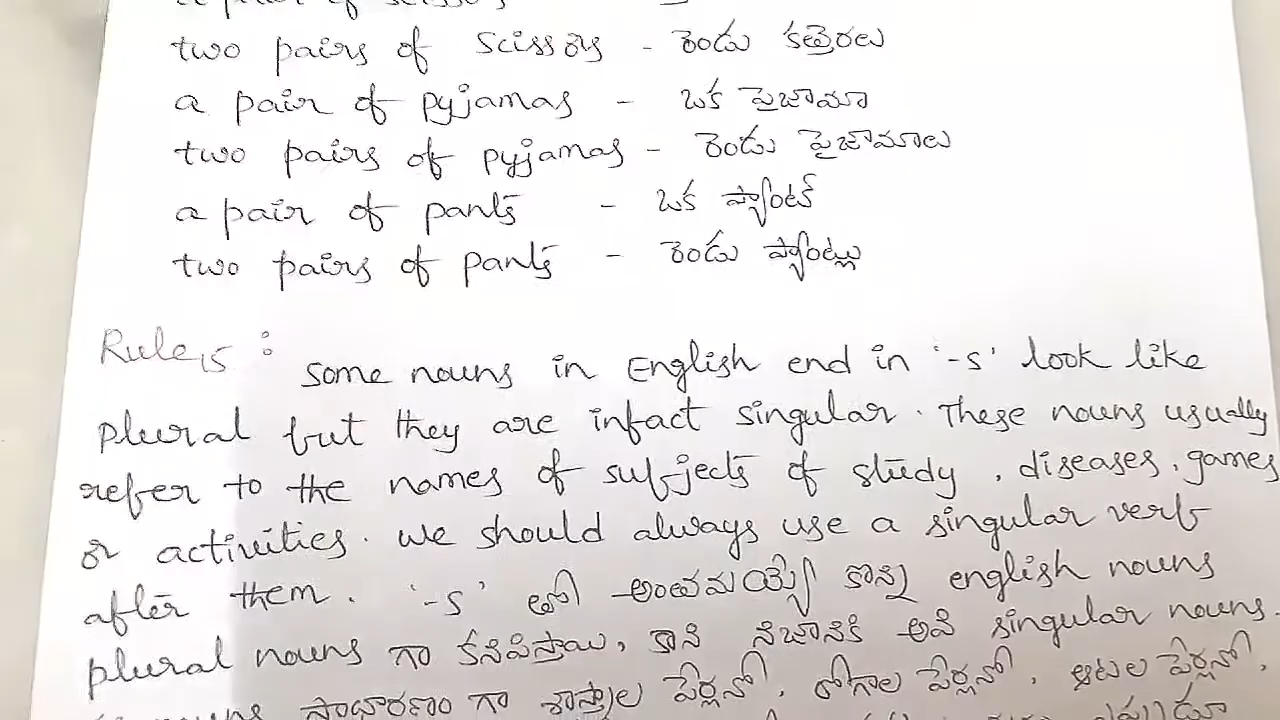 two pairs of scissors - రెండు కత్తెరలు
a pair of pyjamas - ఒక పైజామా
two pairs of pyjamas - రెండు పైజామాలు
a pair of pants - ఒక ప్యాంట్
two pairs of pants - రెండు ప్యాంట్లు
Rule 15 : Some nouns in English end in '-s' look like
plural but they are infact singular. These nouns usually
refer to the names of subjects of study, diseases, games
or activities. we should always use a singular verb
after them. '-s' తో అంతమయ్యే కొన్ని english nouns
plural nouns గా కనిపిస్తాయి, కాని నిజానికి అవి singular nouns.
సాధారణం గా శాస్త్రాల పేర్లనో, రోగాల పేర్లనో, ఆటల పేర్లనో,